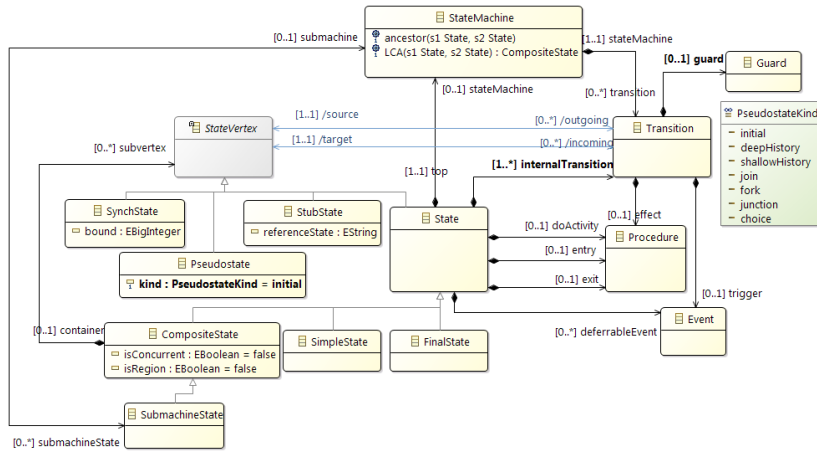 StateMachine
ancestor(s1 State, s2 State)
LCA(s1 State, s2 State) : CompositeState
[0..1] submachine
[1..1] stateMachine
[0..1] guard
Guard
[0..1] stateMachine
[0..*] transition
PseudostateKind
initial
deepHistory
shallowHistory
join
fork
junction
choice
[1..1] /source
[0..*] /outgoing
StateVertex
Transition
[1..1] /target
[0..*] /incoming
[0..*] subvertex
[1..1] top
[1..*] internalTransition
SynchState
bound : EBigInteger
StubState
referenceState : EString
State
[0..1] doActivity
[0..1] effect
Procedure
[0..1] entry
[0..1] exit
Pseudostate
kind : PseudostateKind = initial
[0..1] trigger
Event
[0..*] deferrableEvent
[0..1] container
CompositeState
isConcurrent : EBoolean = false
isRegion : EBoolean = false
SimpleState
FinalState
SubmachineState
[0..*] submachineState